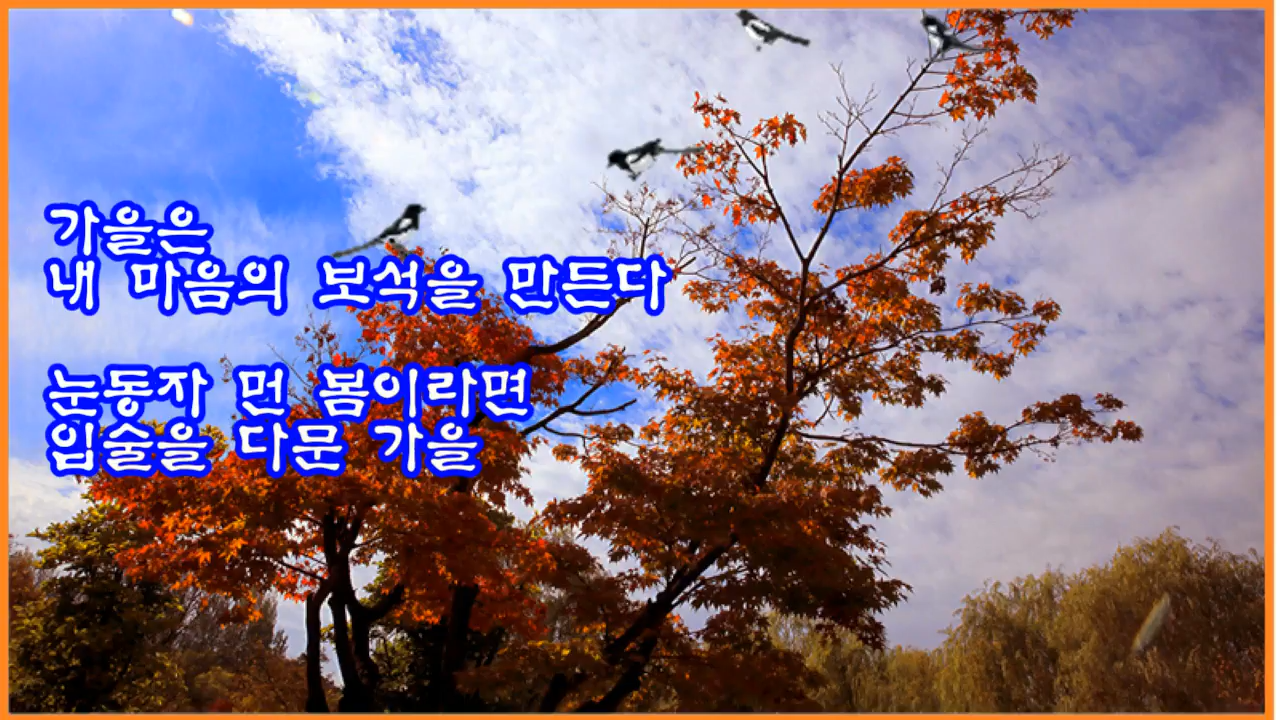 가을은
내 마음의 보석을 만든다
눈동자 먼 봄이라면
입술을 다문 가을